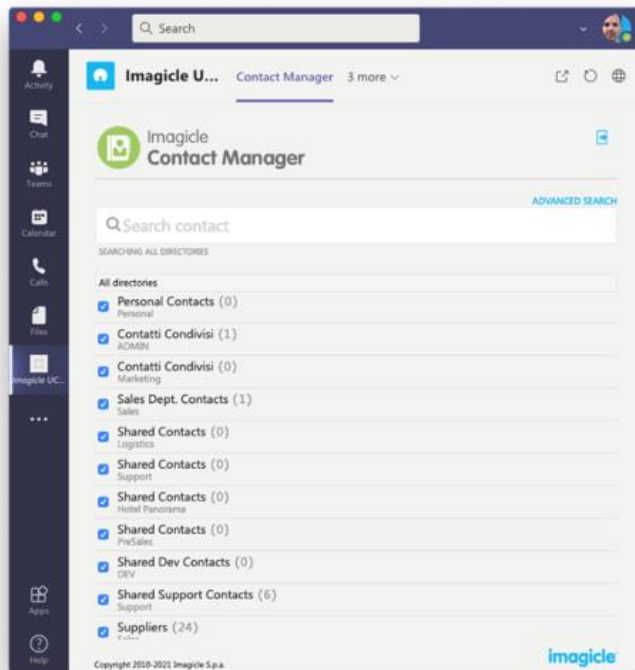 Search
Activity
Chat
Teams
Calendar
Calls
Files
Imagicle UC...
Apps
Help
Imagicle U...
Contact Manager
3 more
Imagicle
Contact Manager
ADVANCED SEARCH
Search contact
SEARCHING ALL DIRECTORIES
All directories
Personal Contacts (0)
Personal
Contatti Condivisi (1)
ADMIN
Contatti Condivisi (0)
Marketing
Sales Dept. Contacts (1)
Sales
Shared Contacts (0)
Logistics
Shared Contacts (0)
Support
Shared Contacts (0)
Hotel Panorama
Shared Contacts (0)
PreSales
Shared Dev Contacts (0)
DEV
Shared Support Contacts (6)
Support
Suppliers (24)
Sales
Copyright 2010-2021 Imagicle S.p.a.
imagicle